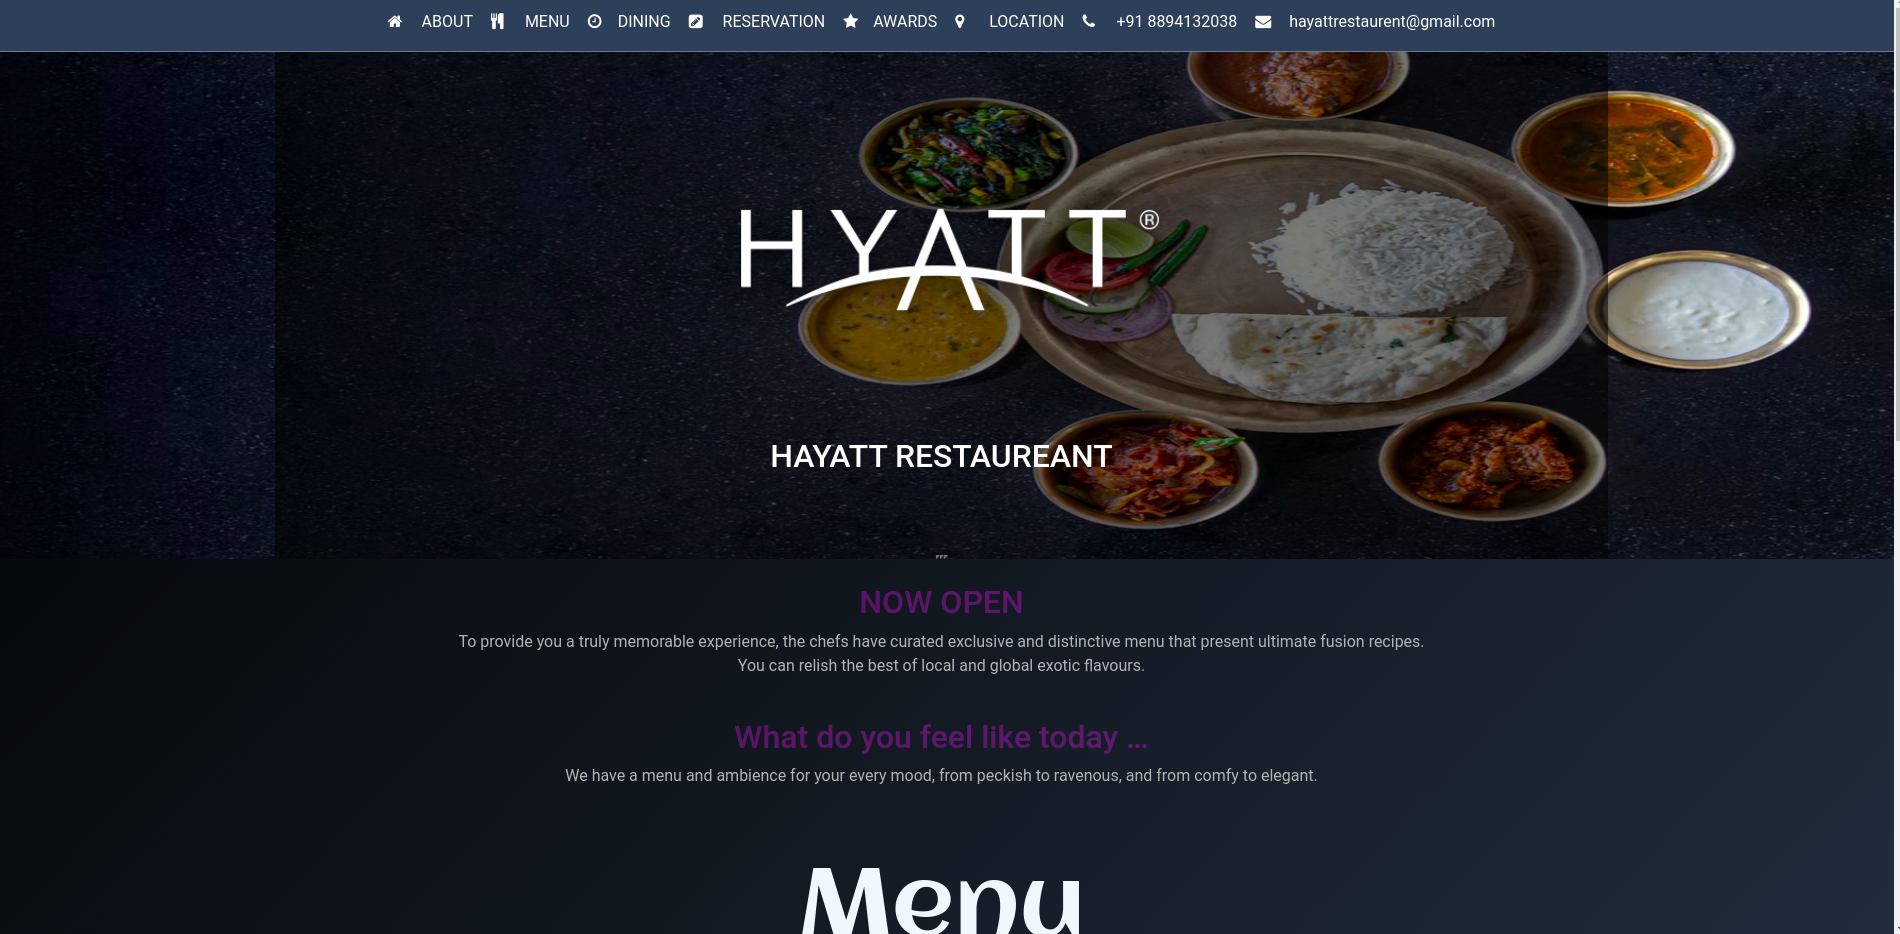 ABOUT MENU DINING RESERVATION AWARDS LOCATION +91 8894132038 hayattrestaurent@gmail.com
HYATT®
HAYATT RESTAUREANT
NOW OPEN
To provide you a truly memorable experience, the chefs have curated exclusive and distinctive menu that present ultimate fusion recipes.
You can relish the best of local and global exotic flavours.
What do you feel like today ...
We have a menu and ambience for your every mood, from peckish to ravenous, and from comfy to elegant.
Menu